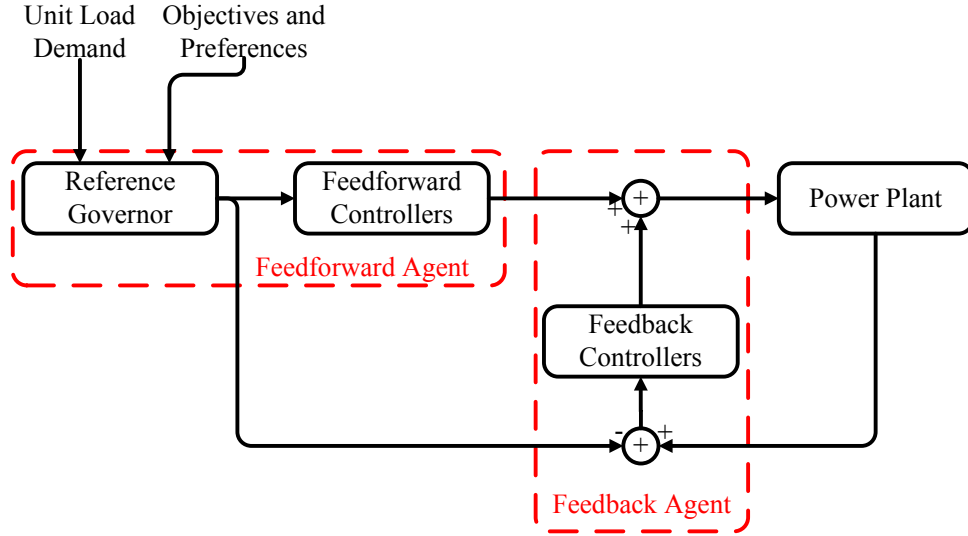 Unit Load
Demand
Objectives and
Preferences
Reference
Governor
Feedforward
Controllers
Feedforward Agent
+
+
+
Power Plant
Feedback
Controllers
-
+
+
Feedback Agent